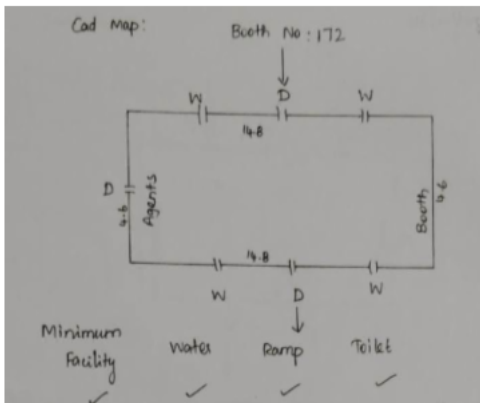 Cad Map:
Booth No: 172
W
D
W
14.8
D
4.6
Agents
Booth
4.6
14.8
W
D
W
Minimum
Facility
Water
Ramp
Toilet